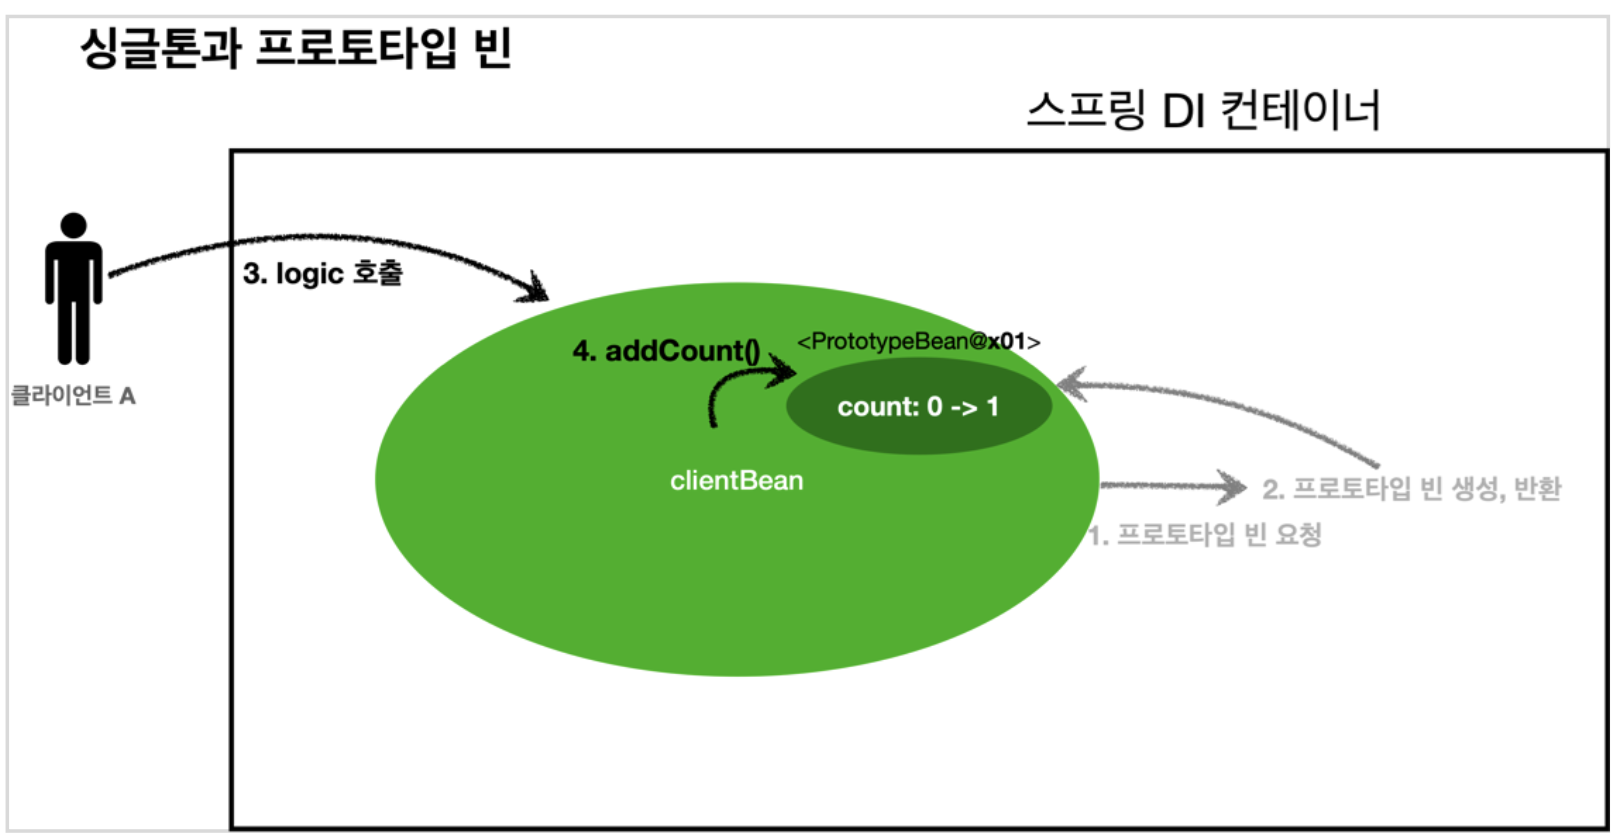 싱글톤과 프로토타입 빈
스프링 DI 컨테이너
3. logic 호출
클라이언트 A
4. addCount()
<PrototypeBean@x01>
count: 0 -> 1
clientBean
2. 프로토타입 빈 생성, 반환
1. 프로토타입 빈 요청